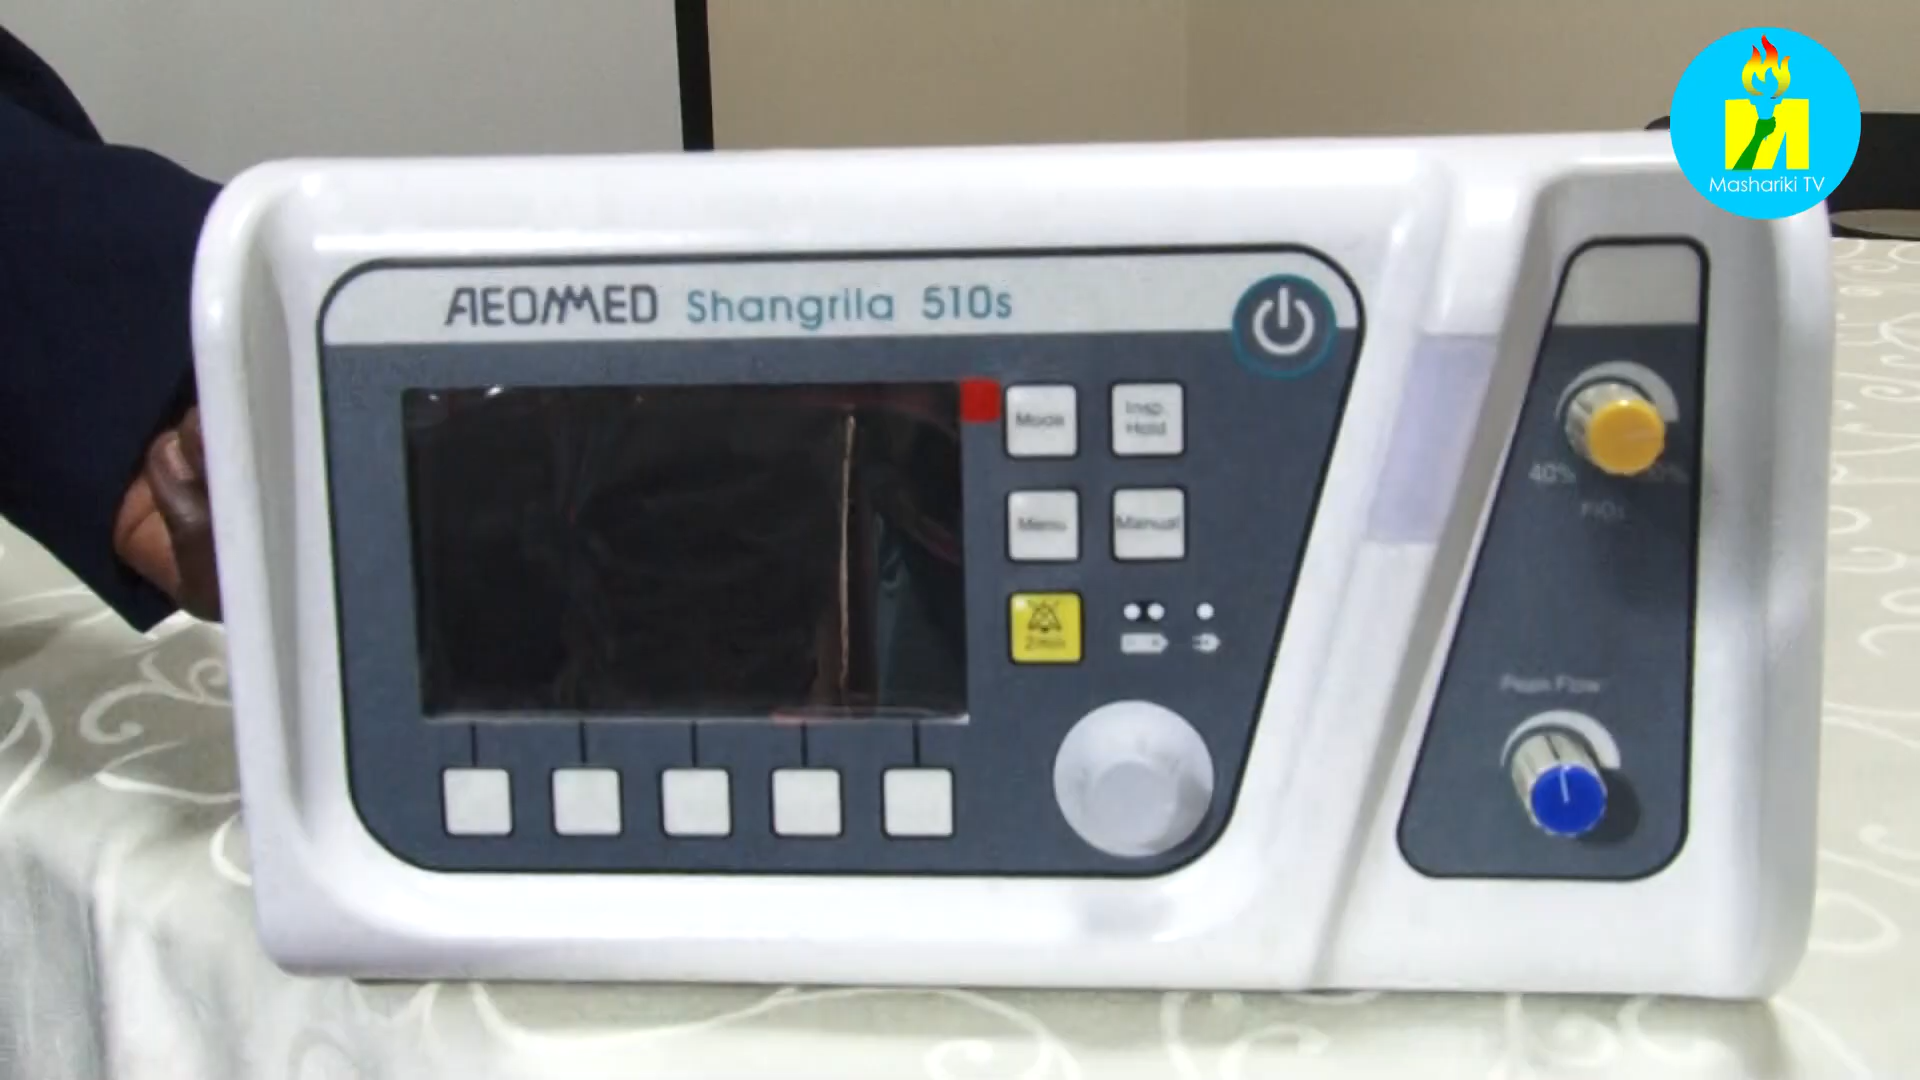 Mashariki TV
AEONMED Shangrila 510s
Mode
Insp.
Hold
Menu
Manual
2min
40%
FiO₂
Peak Flow